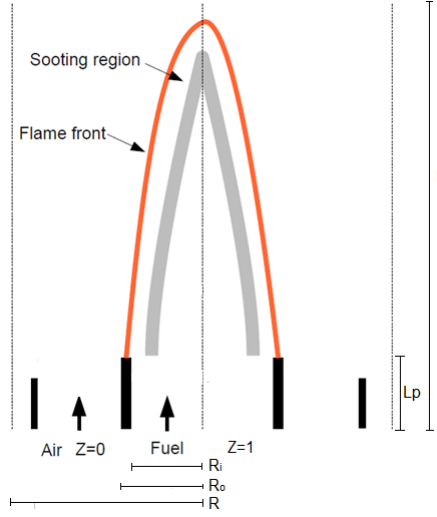 Sooting region
Flame front
Lp
Air Z=0 Fuel Z=1
Ri
Ro
R